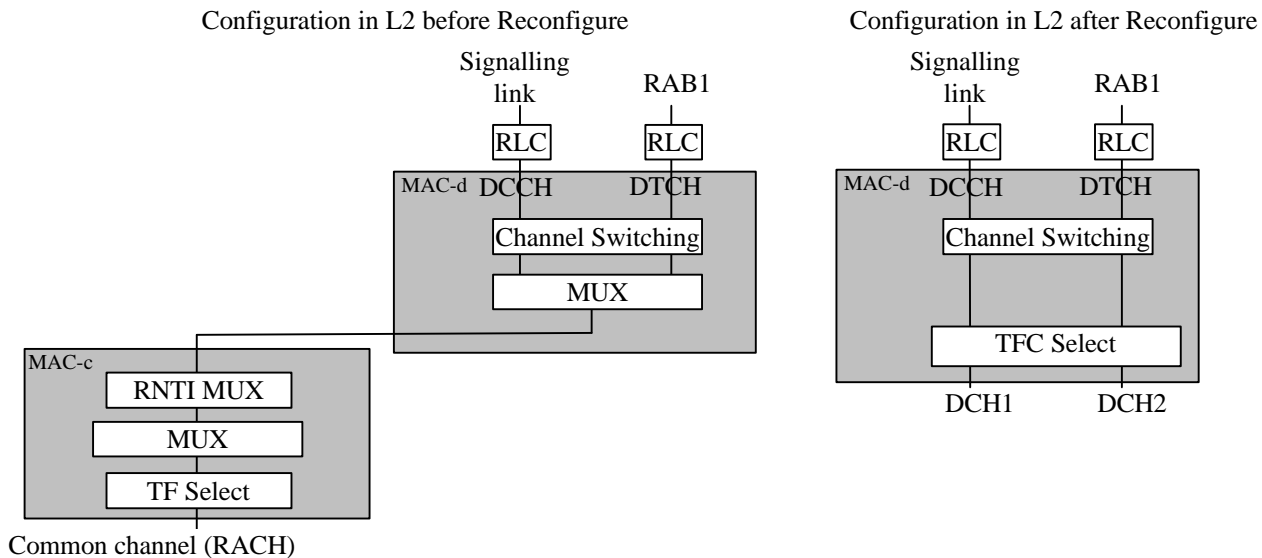 Configuration in L2 before Reconfigure
Signalling
link
RAB1
RLC
RLC
MAC-d
DCCH
DTCH
Channel Switching
MUX
MAC-c
RNTI MUX
MUX
TF Select
Common channel (RACH)
Configuration in L2 after Reconfigure
Signalling
link
RAB1
RLC
RLC
MAC-d
DCCH
DTCH
Channel Switching
TFC Select
DCH1
DCH2